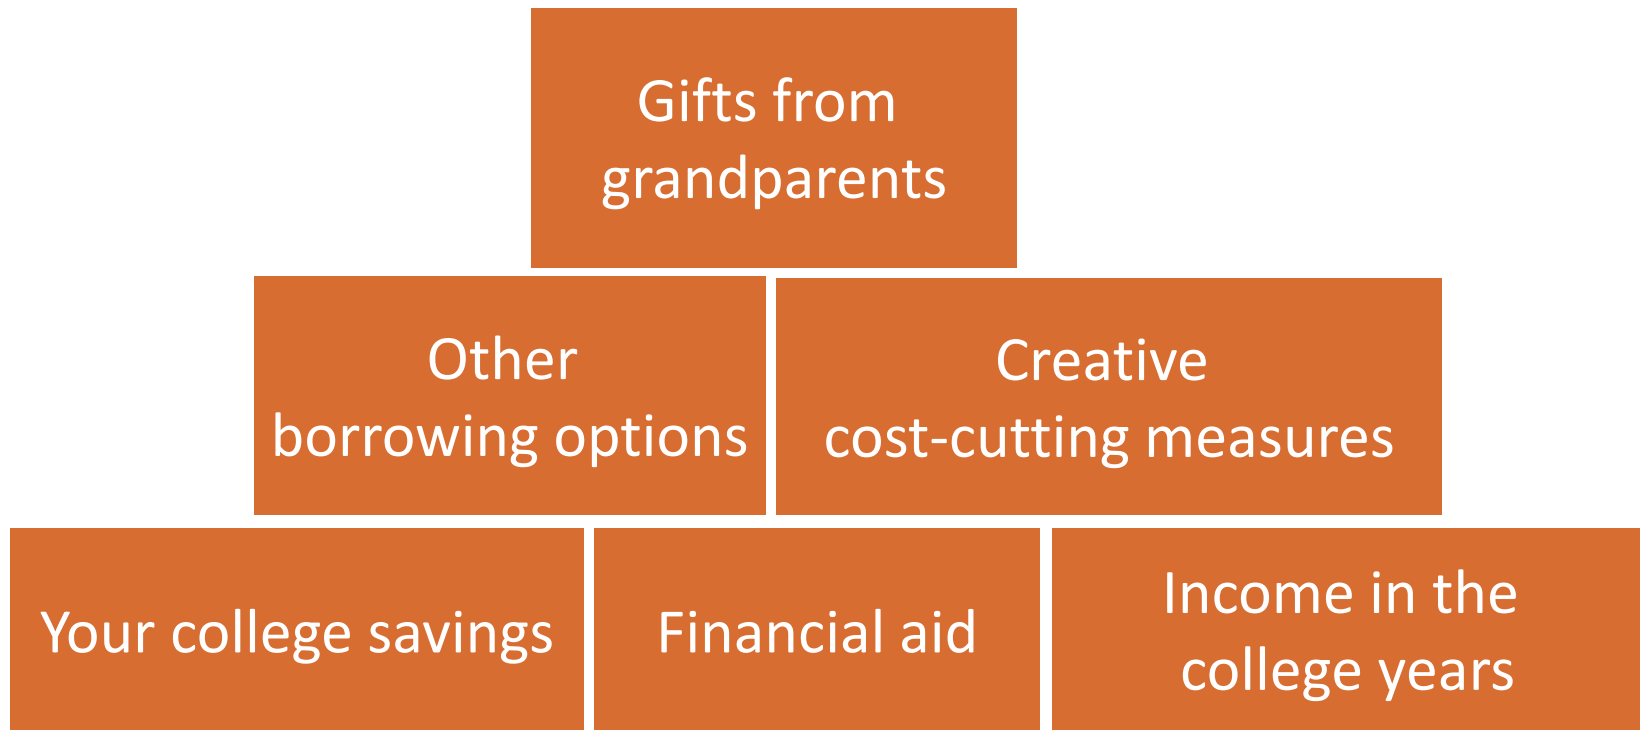 Gifts from
grandparents
Other
borrowing options
Creative
cost-cutting measures
Your college savings
Financial aid
Income in the
college years